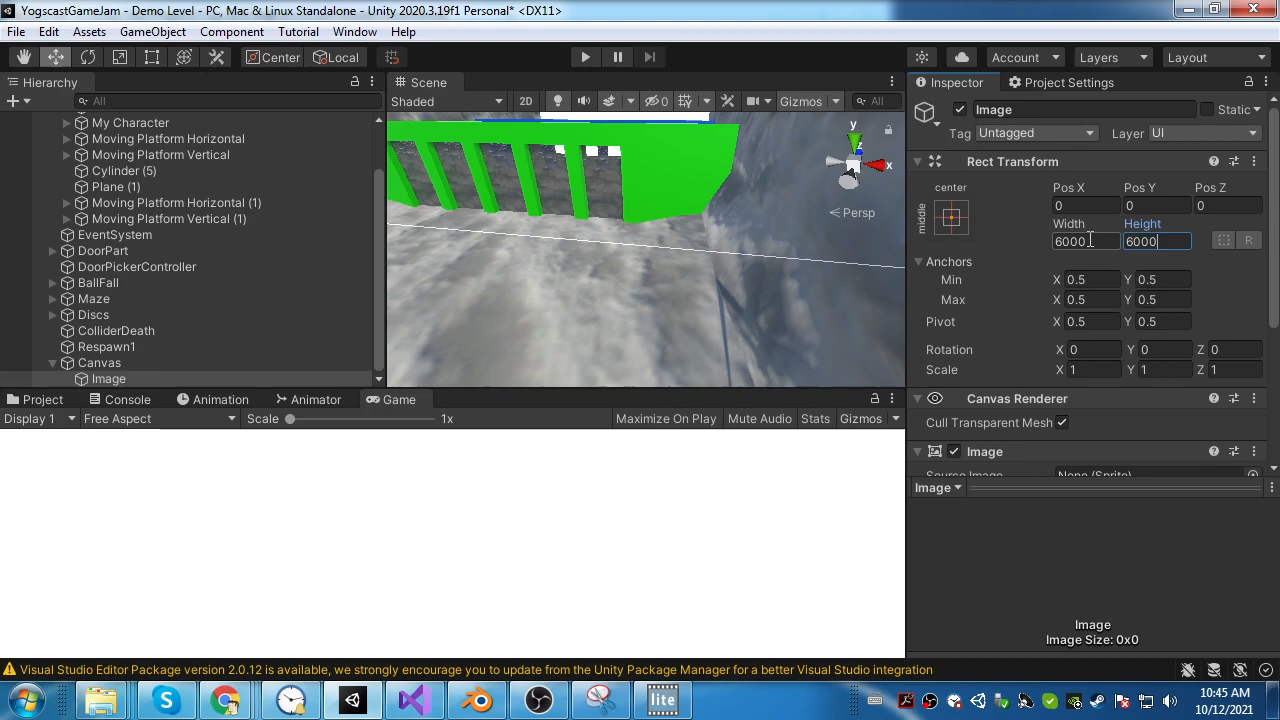 YogscastGameJam - Demo Level - PC, Mac & Linux Standalone - Unity 2020.3.19f1 Personal* <DX11>
File Edit Assets GameObject Component Tutorial Window Help
Center Local Account Layers Layout
Hierarchy Scene Inspector Project Settings
All Shaded 2D 0 Gizmos All Image Static
Tag Untagged Layer UI
My Character
Moving Platform Horizontal
Moving Platform Vertical
Cylinder (5)
Plane (1)
Moving Platform Horizontal (1)
Moving Platform Vertical (1)
EventSystem
DoorPart
DoorPickerController
BallFall
Maze
Discs
ColliderDeath
Respawn1
Canvas
Image
y
z
x
Persp
Rect Transform
center
middle
Pos X Pos Y Pos Z
0 0 0
Width Height
6000 6000 R
Anchors
Min X 0.5 Y 0.5
Max X 0.5 Y 0.5
Pivot X 0.5 Y 0.5
Rotation X 0 Y 0 Z 0
Scale X 1 Y 1 Z 1
Canvas Renderer
Cull Transparent Mesh
Image
Source Image None (Sprite)
Image
Image
Image Size: 0x0
Project Console Animation Animator Game
Display 1 Free Aspect Scale 1x Maximize On Play Mute Audio Stats Gizmos
Visual Studio Editor Package version 2.0.12 is available, we strongly encourage you to update from the Unity Package Manager for a better Visual Studio integration
lite
10:45 AM
10/12/2021